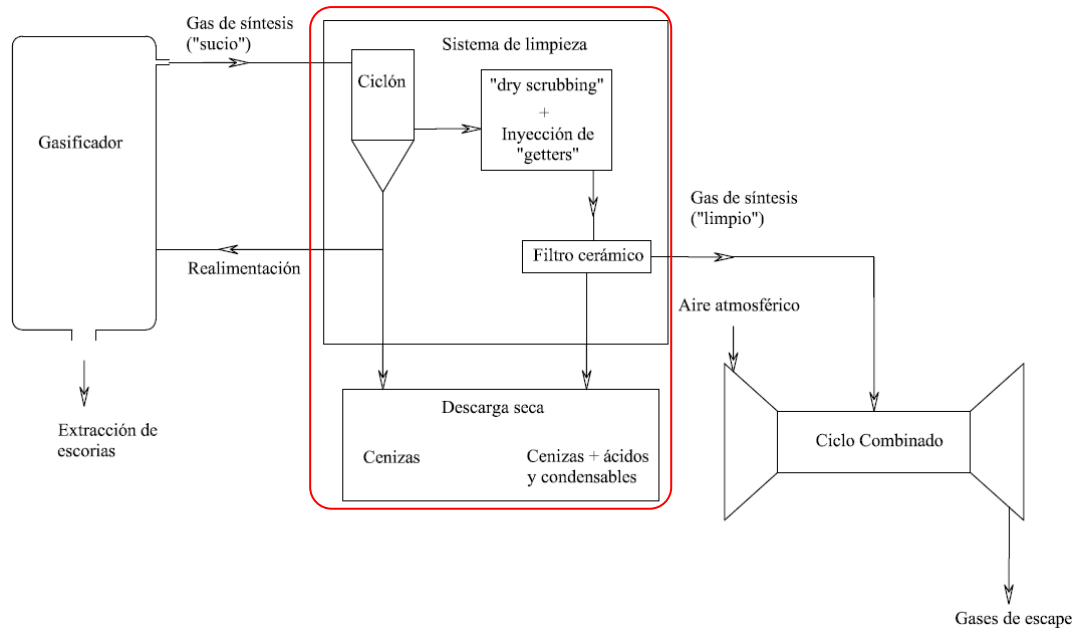 Gas de síntesis
("sucio")
Sistema de limpieza
Ciclón
"dry scrubbing"
+
Inyección de
"getters"
Gasificador
Gas de síntesis
("limpio")
Filtro cerámico
Realimentación
Aire atmosférico
Extracción de
escorias
Descarga seca
Cenizas
Cenizas + ácidos
y condensables
Ciclo Combinado
Gases de escape